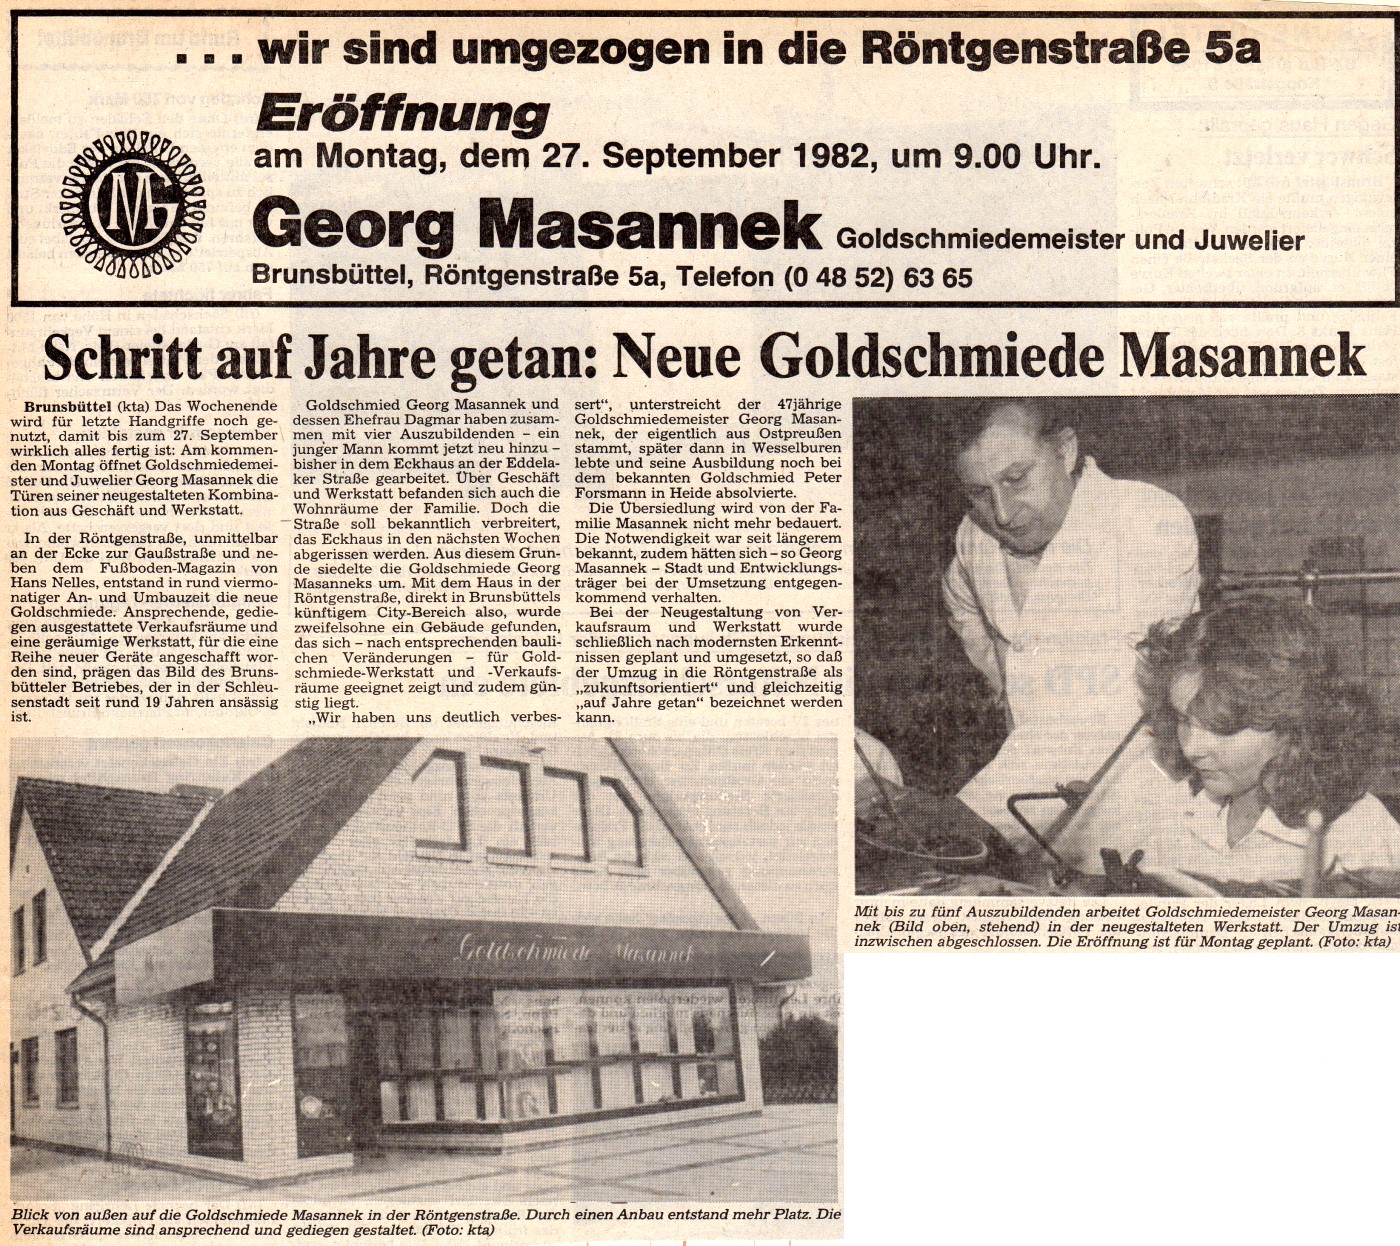 . . . wir sind umgezogen in die Röntgenstraße 5a
Eröffnung
am Montag, dem 27. September 1982, um 9.00 Uhr.
GM
Georg Masannek Goldschmiedemeister und Juwelier
Brunsbüttel, Röntgenstraße 5a, Telefon (0 48 52) 63 65
Schritt auf Jahre getan: Neue Goldschmiede Masannek
Brunsbüttel (kta) Das Wochenende
wird für letzte Handgriffe noch ge-
nutzt, damit bis zum 27. September
wirklich alles fertig ist: Am kommen-
den Montag öffnet Goldschmiedemei-
ster und Juwelier Georg Masannek die
Türen seiner neugestalteten Kombina-
tion aus Geschäft und Werkstatt.
In der Röntgenstraße, unmittelbar
an der Ecke zur Gaußstraße und ne-
ben dem Fußboden-Magazin von
Hans Nelles, entstand in rund viermo-
natiger An- und Umbauzeit die neue
Goldschmiede. Ansprechende, gedie-
gen ausgestattete Verkaufsräume und
eine geräumige Werkstatt, für die eine
Reihe neuer Geräte angeschafft wor-
den sind, prägen das Bild des Bruns-
bütteler Betriebes, der in der Schleu-
senstadt seit rund 19 Jahren ansässig
ist.
Goldschmied Georg Masannek und
dessen Ehefrau Dagmar haben zusam-
men mit vier Auszubildenden – ein
junger Mann kommt jetzt neu hinzu –
bisher in dem Eckhaus an der Eddela-
ker Straße gearbeitet. Über Geschäft
und Werkstatt befanden sich auch die
Wohnräume der Familie. Doch die
Straße soll bekanntlich verbreitert,
das Eckhaus in den nächsten Wochen
abgerissen werden. Aus diesem Grun-
de siedelte die Goldschmiede Georg
Masanneks um. Mit dem Haus in der
Röntgenstraße, direkt in Brunsbüttels
künftigem City-Bereich also, wurde
zweifelsohne ein Gebäude gefunden,
das sich – nach entsprechenden bauli-
chen Veränderungen – für Gold-
schmiede-Werkstatt und -Verkaufs-
räume geeignet zeigt und zudem gün-
stig liegt.
„Wir haben uns deutlich verbes-
sert“, unterstreicht der 47jährige
Goldschmiedemeister Georg Masan-
nek, der eigentlich aus Ostpreußen
stammt, später dann in Wesselburen
lebte und seine Ausbildung noch bei
dem bekannten Goldschmied Peter
Forsmann in Heide absolvierte.
Die Übersiedlung wird von der Fa-
milie Masannek nicht mehr bedauert.
Die Notwendigkeit war seit längerem
bekannt, zudem hätten sich – so Georg
Masannek – Stadt und Entwicklungs-
träger bei der Umsetzung entgegen-
kommend verhalten.
Bei der Neugestaltung von Ver-
kaufsraum und Werkstatt wurde
schließlich nach modernsten Erkennt-
nissen geplant und umgesetzt, so daß
der Umzug in die Röntgenstraße als
„zukunftsorientiert“ und gleichzeitig
„auf Jahre getan“ bezeichnet werden
kann.
Mit bis zu fünf Auszubildenden arbeitet Goldschmiedemeister Georg Masan-
nek (Bild oben, stehend) in der neugestalteten Werkstatt. Der Umzug ist
inzwischen abgeschlossen. Die Eröffnung ist für Montag geplant. (Foto: kta)
Goldschmiede Masannek
Blick von außen auf die Goldschmiede Masannek in der Röntgenstraße. Durch einen Anbau entstand mehr Platz. Die
Verkaufsräume sind ansprechend und gediegen gestaltet. (Foto: kta)